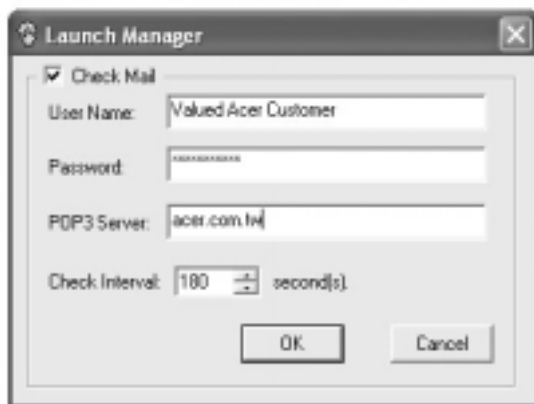 Launch Manager
Check Mail
User Name: Valued Acer Customer
Password: ***********
POP3 Server: acer.com.tw
Check Interval: 180 second(s).
OK Cancel